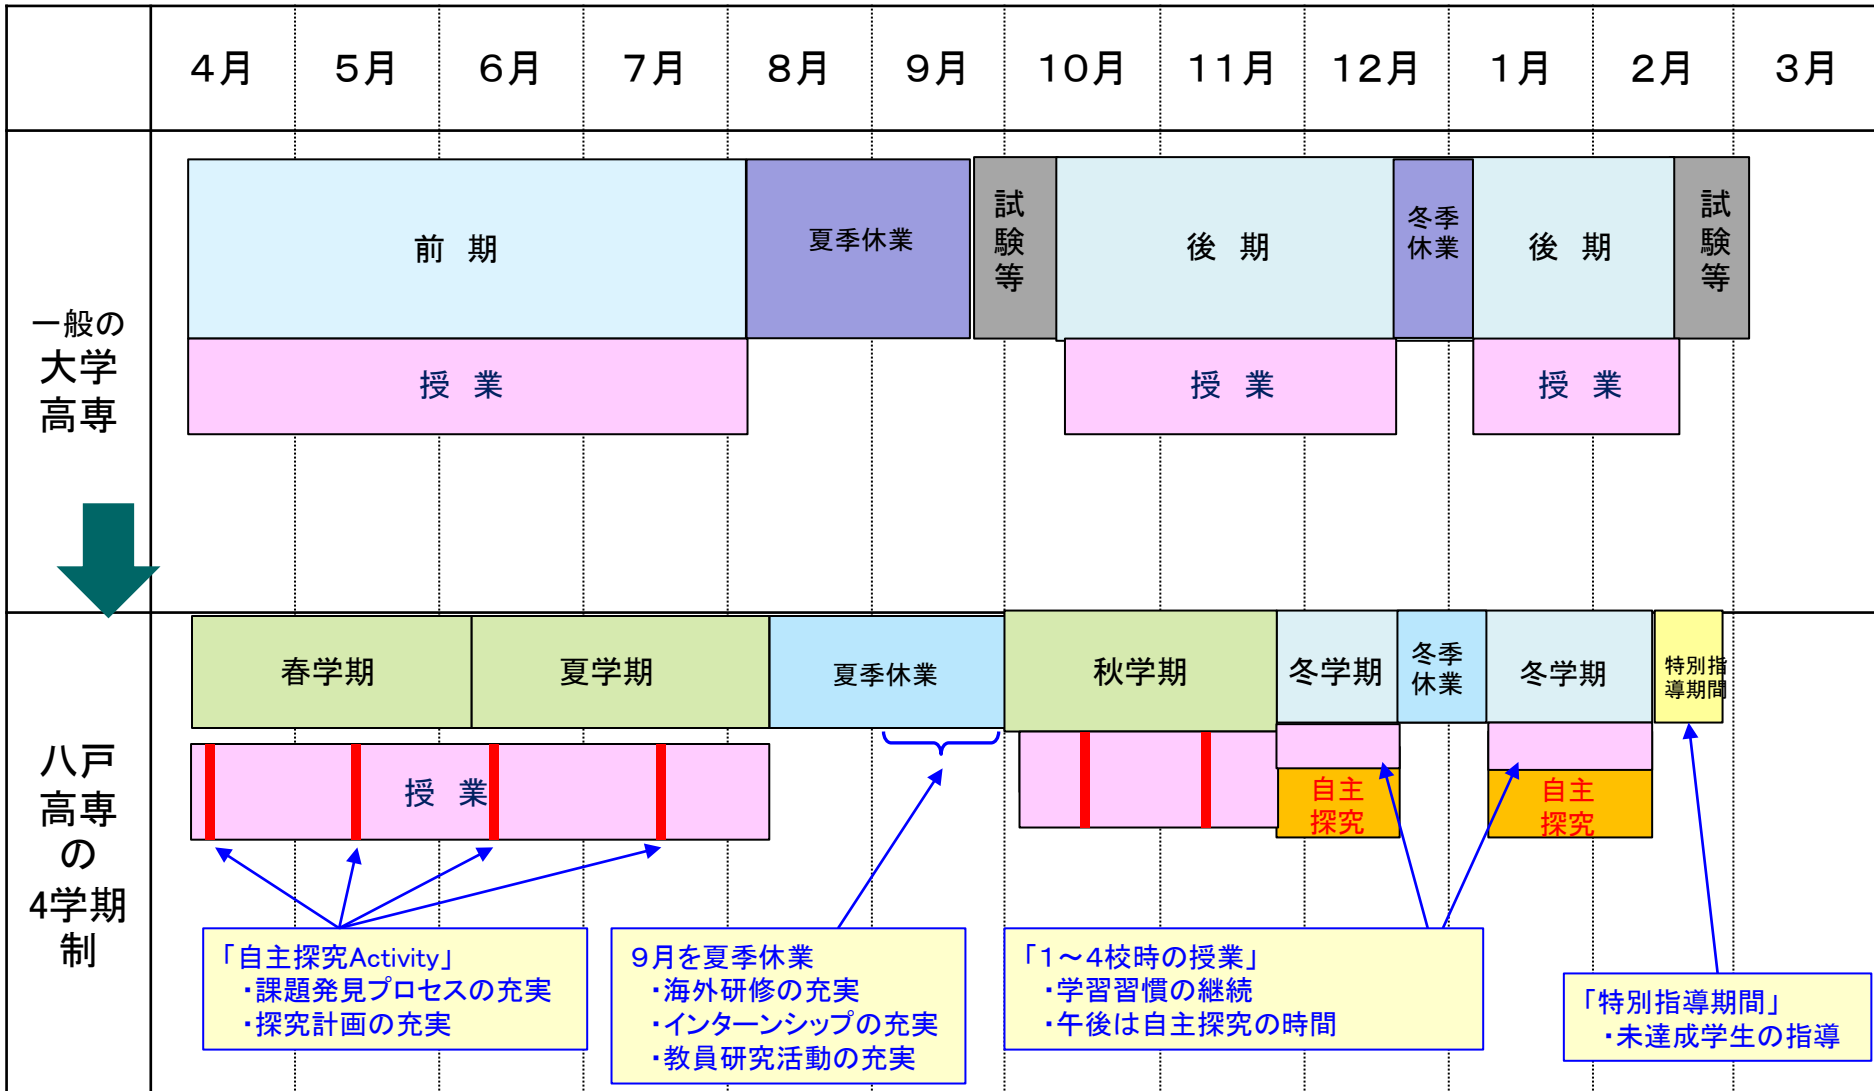 4月 5月 6月 7月 8月 9月 10月 11月 12月 1月 2月 3月
一般の
大学
高専
前 期
夏季休業
試
験
等
後 期
冬季
休業
後 期
試
験
等
授 業
授 業
授 業
八戸
高専
の
4学期
制
春学期
夏学期
夏季休業
秋学期
冬学期
冬季
休業
冬学期
特別指
導期間
授 業
自主
探究
自主
探究
「自主探究Activity」
・課題発見プロセスの充実
・探究計画の充実
9月を夏季休業
・海外研修の充実
・インターンシップの充実
・教員研究活動の充実
「1～4校時の授業」
・学習習慣の継続
・午後は自主探究の時間
「特別指導期間」
・未達成学生の指導